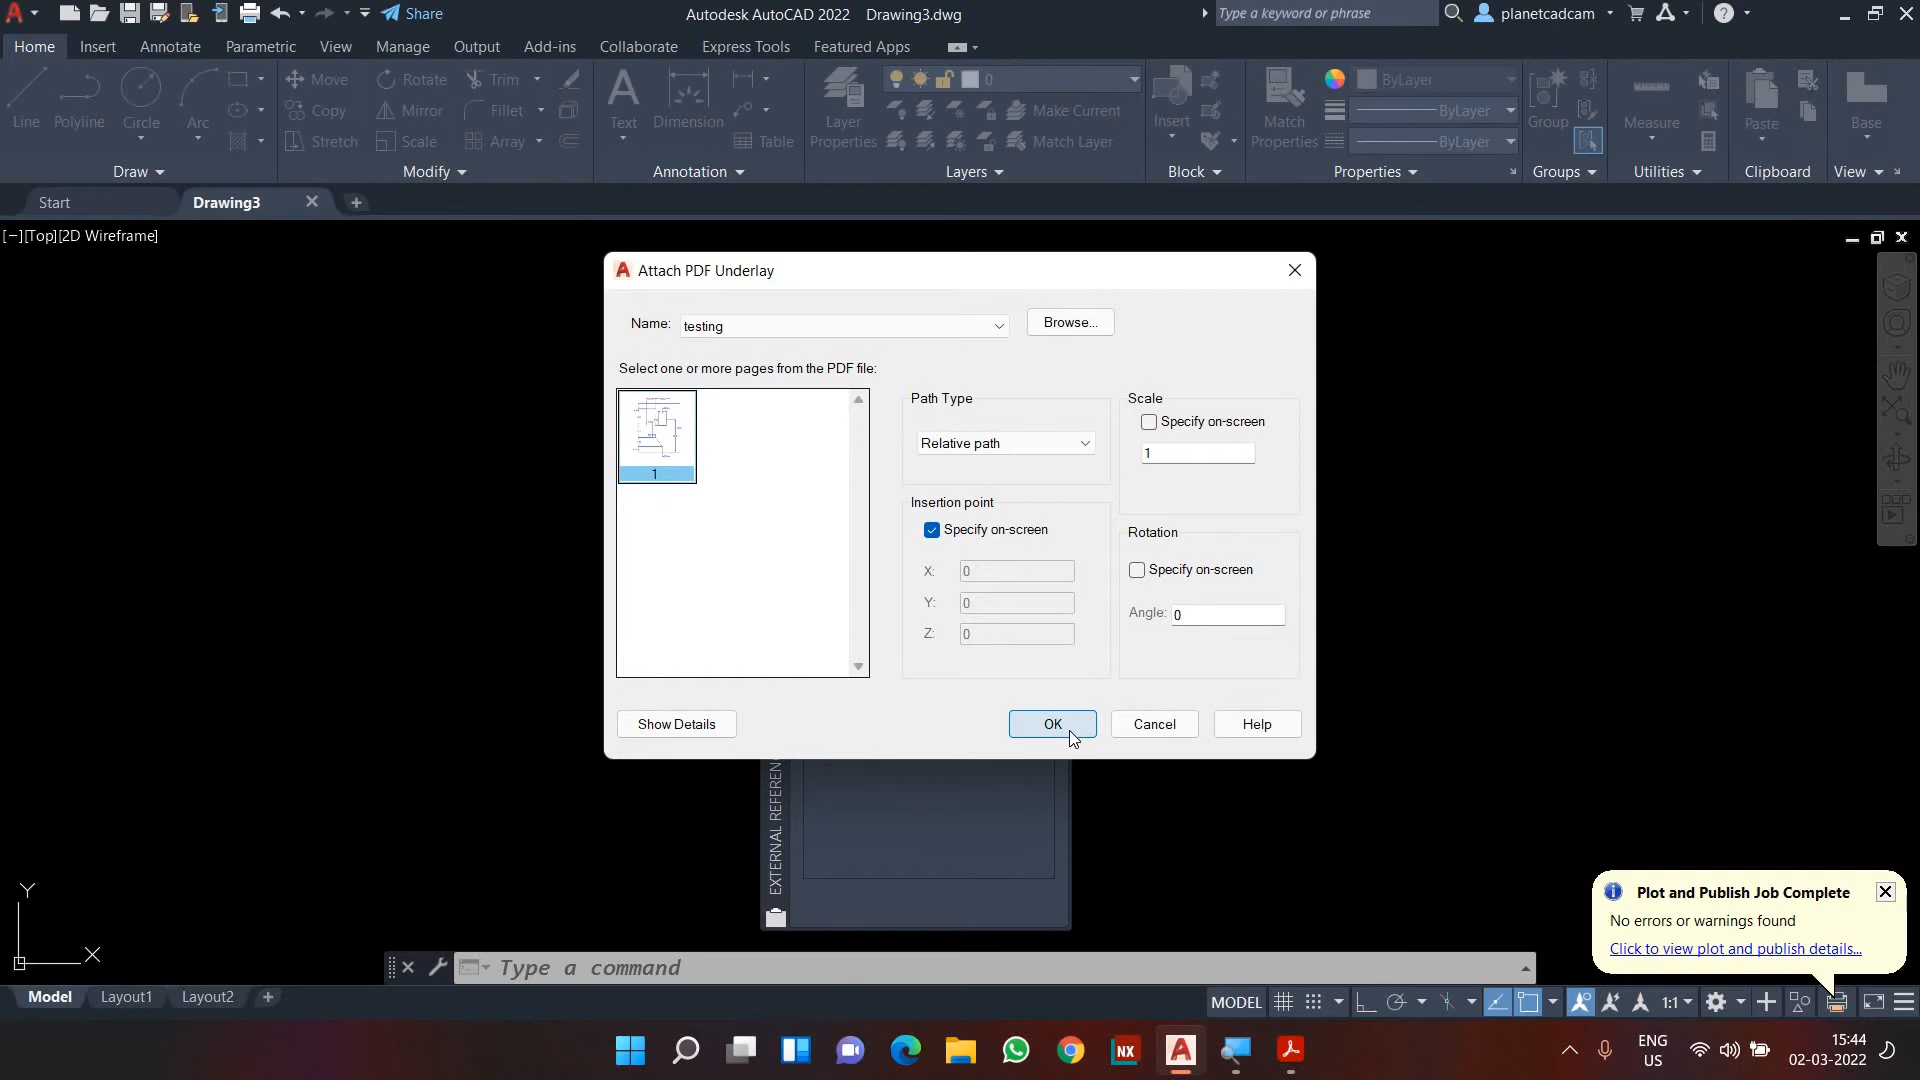 Share
Autodesk AutoCAD 2022 Drawing3.dwg
Type a keyword or phrase
planetcadcam
Home Insert Annotate Parametric View Manage Output Add-ins Collaborate Express Tools Featured Apps
Line Polyline Circle Arc
Move Rotate Trim
Copy Mirror Fillet
Stretch Scale Array
Text Dimension Table
Layer Properties
0
Make Current
Match Layer
Insert
Match Properties
ByLayer
ByLayer
ByLayer
Group
Measure
Paste
Base
Draw Modify Annotation Layers Block Properties Groups Utilities Clipboard View
Start Drawing3
[−][Top][2D Wireframe]
Attach PDF Underlay
Name: testing Browse...
Select one or more pages from the PDF file:
1
Path Type
Relative path
Insertion point
Specify on-screen
X: 0
Y: 0
Z: 0
Scale
Specify on-screen
1
Rotation
Specify on-screen
Angle: 0
Show Details OK Cancel Help
EXTERNAL REFEREN
Y
X
Type a command
Plot and Publish Job Complete
No errors or warnings found
Click to view plot and publish details...
Model Layout1 Layout2
MODEL 1:1
NX
ENG
US
15:44
02-03-2022